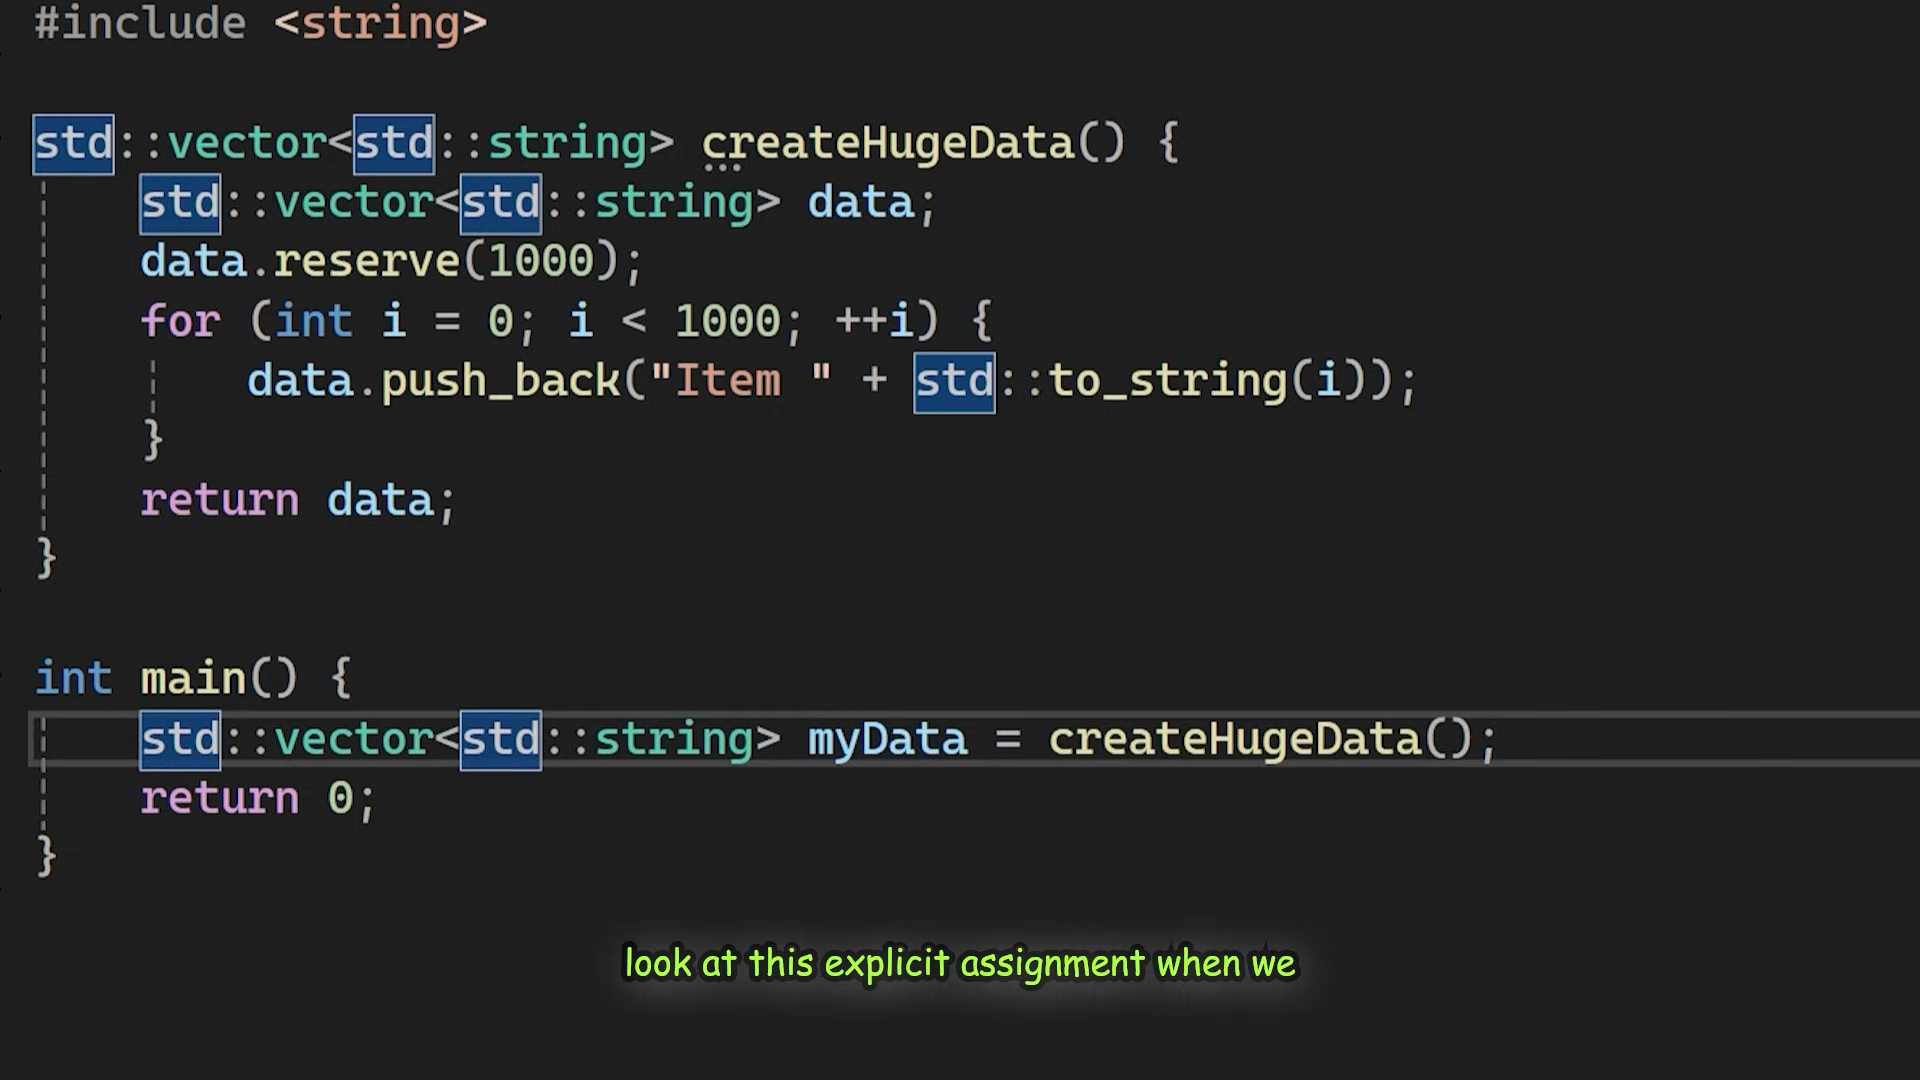 #include <string>
std::vector<std::string> createHugeData() {
std::vector<std::string> data;
data.reserve(1000);
for (int i = 0; i < 1000; ++i) {
data.push_back("Item " + std::to_string(i));
}
return data;
}
int main() {
std::vector<std::string> myData = createHugeData();
return 0;
}
look at this explicit assignment when we